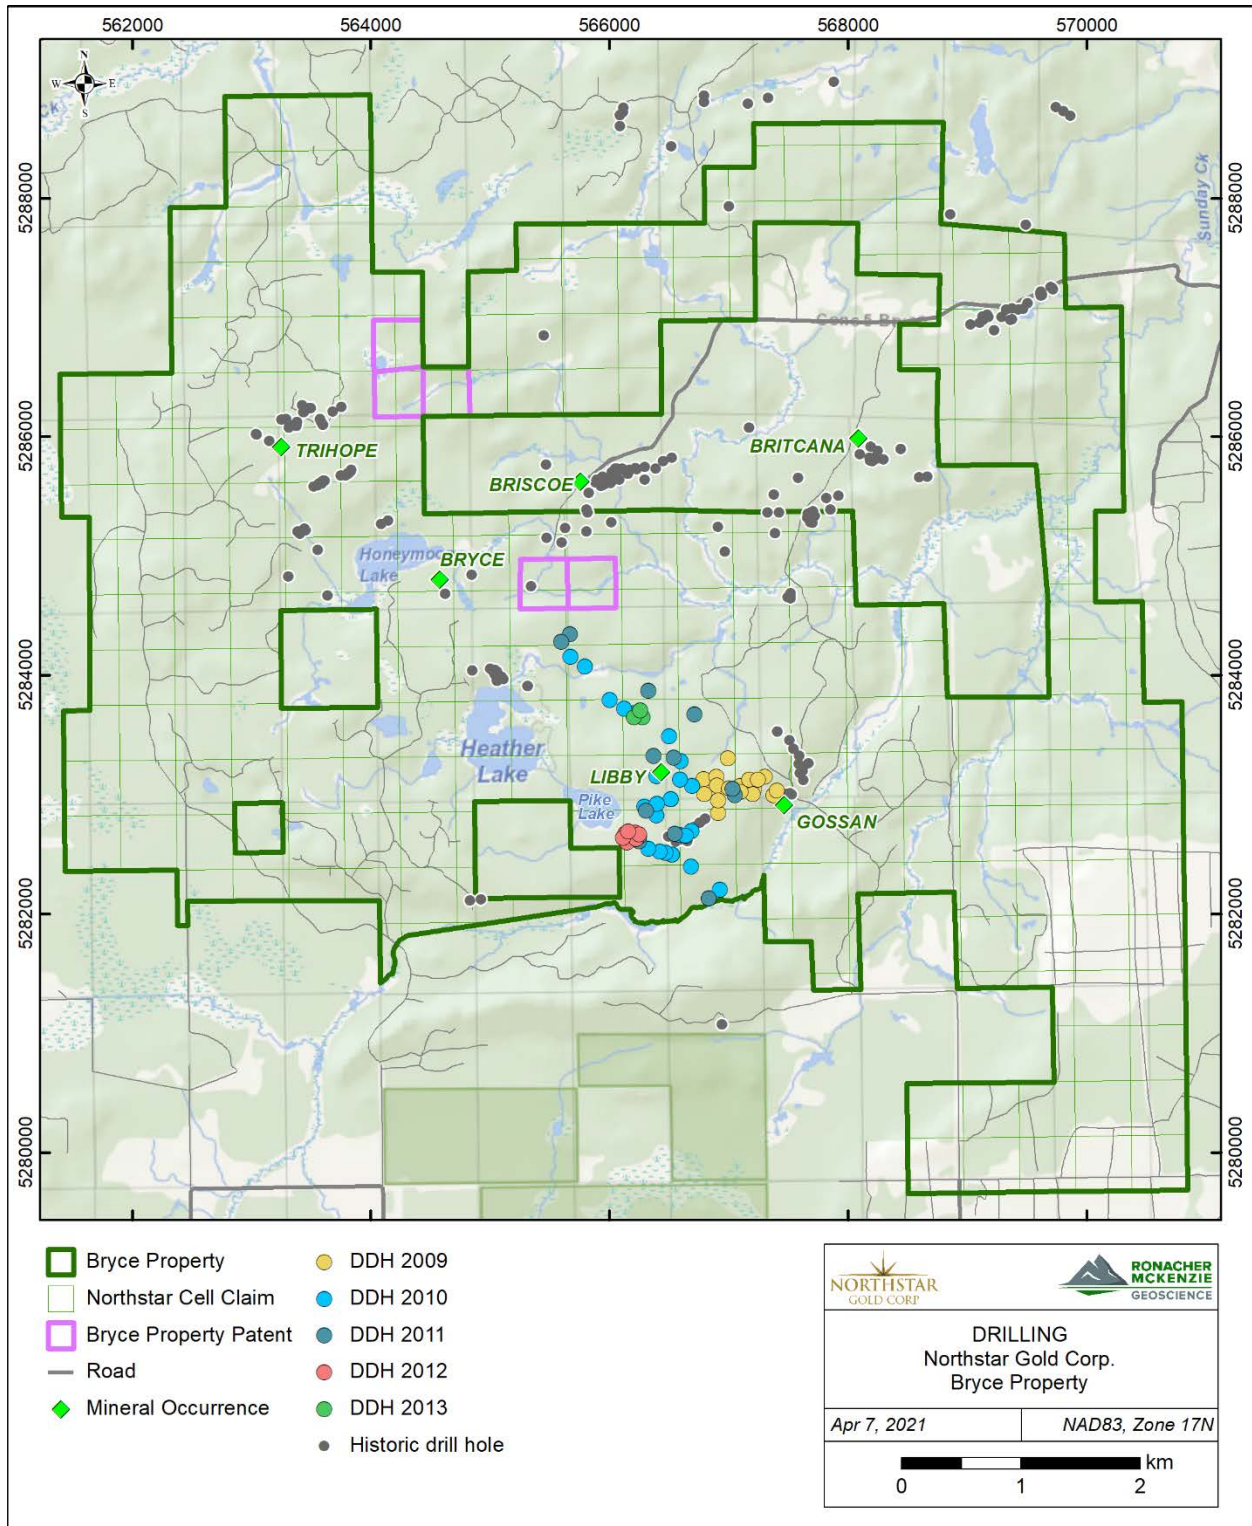 562000
564000
566000
568000
570000
N
W
E
S
5288000
5288000
Sunday Ck
5286000
5286000
TRIHOPE
BRITCANA
BRISCOE
Lake
BRYCE
5284000
5284000
Heather
Lake
LIBBY
Pike
Lake
GOSSAN
5282000
5282000
5280000
5280000
Bryce Property
Northstar Cell Claim
Bryce Property Patent
Road
Mineral Occurrence
DDH 2009
DDH 2010
DDH 2011
DDH 2012
DDH 2013
Historic drill hole
NORTHSTAR
GOLD CORP
RONACHER
MCKENZIE
GEOSCIENCE
DRILLING
Northstar Gold Corp.
Bryce Property
Apr 7, 2021
NAD83, Zone 17N
km
0
1
2